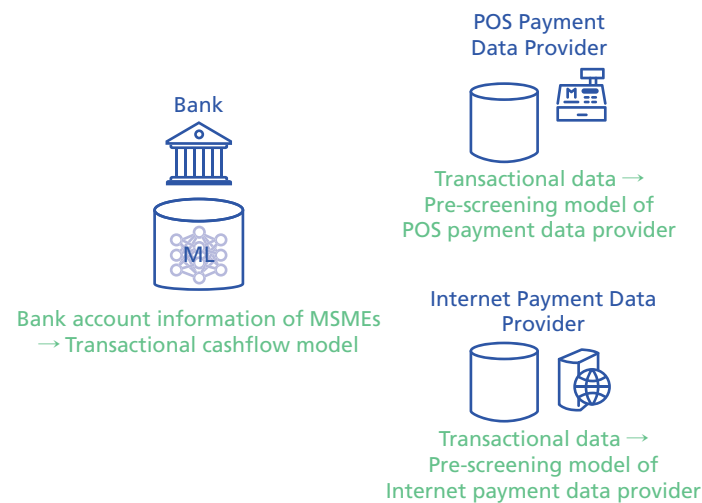 Bank
ML
Bank account information of MSMEs
→ Transactional cashflow model
POS Payment
Data Provider
M
Transactional data →
Pre-screening model of
POS payment data provider
Internet Payment Data
Provider
Transactional data →
Pre-screening model of
Internet payment data provider